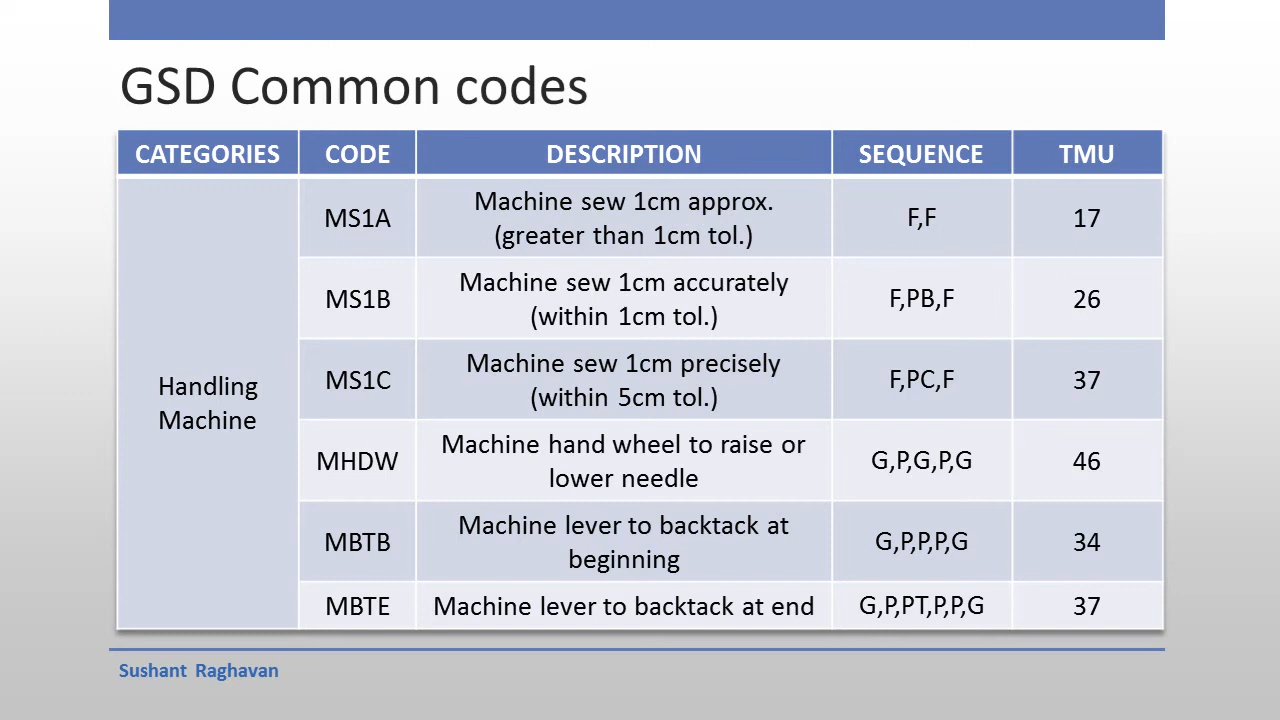 GSD Common codes
CATEGORIES CODE DESCRIPTION SEQUENCE TMU
Handling
Machine
MS1A Machine sew 1cm approx.
(greater than 1cm tol.) F,F 17
MS1B Machine sew 1cm accurately
(within 1cm tol.) F,PB,F 26
MS1C Machine sew 1cm precisely
(within 5cm tol.) F,PC,F 37
MHDW Machine hand wheel to raise or
lower needle G,P,G,P,G 46
MBTB Machine lever to backtack at
beginning G,P,P,P,G 34
MBTE Machine lever to backtack at end G,P,PT,P,P,G 37
Sushant Raghavan